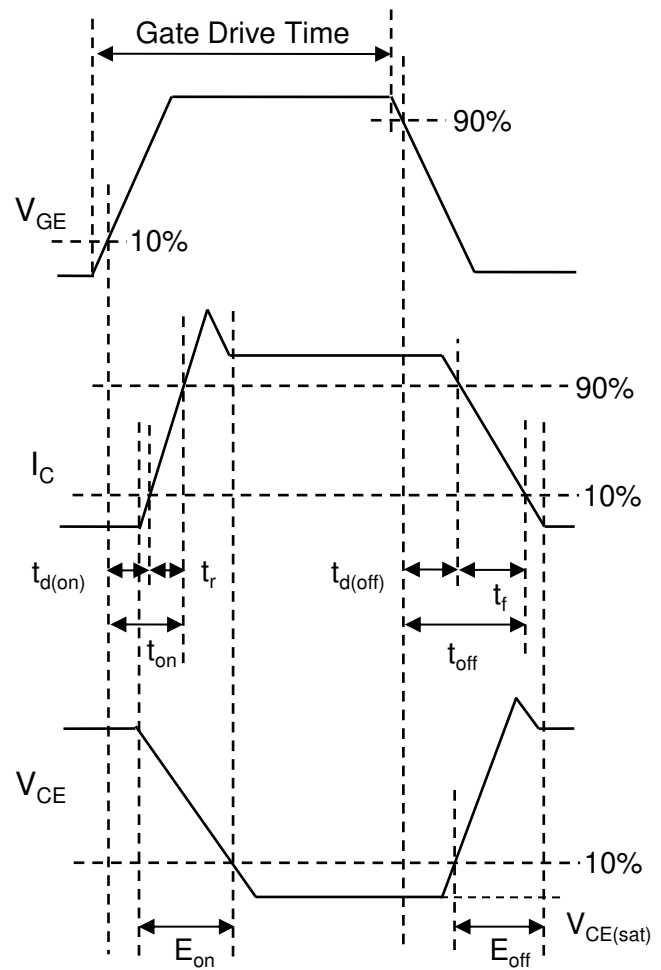 Gate Drive Time
90%
V_GE
10%
90%
I_C
10%
t_d(on)
t_r
t_d(off)
t_f
t_on
t_off
V_CE
10%
V_CE(sat)
E_on
E_off